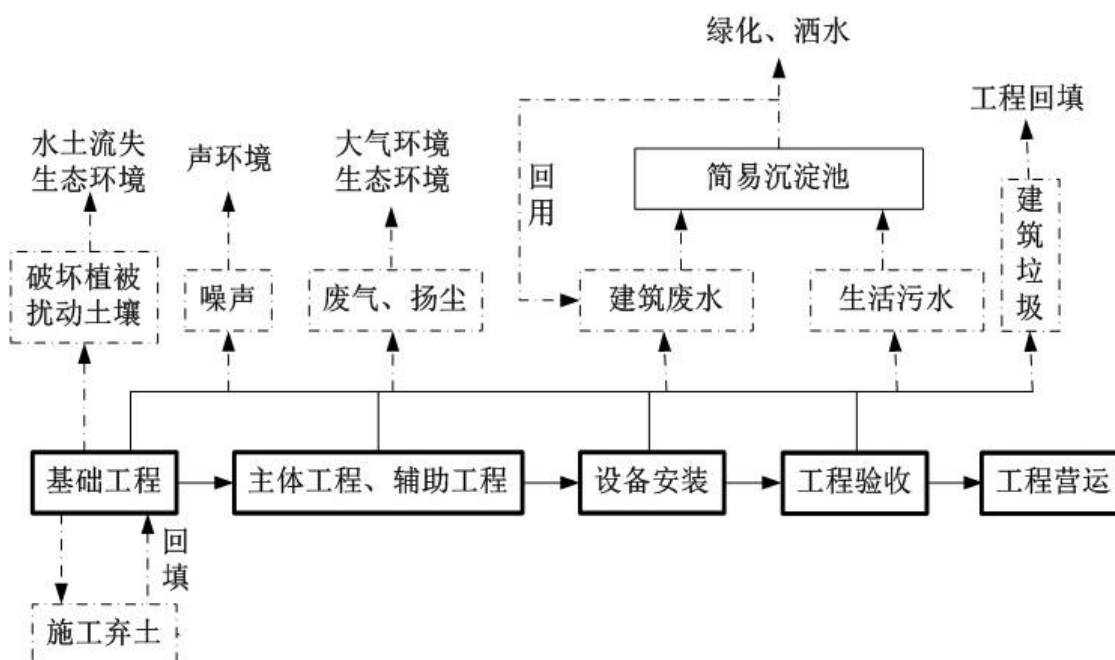 绿化、洒水
工程回填
水土流失
生态环境
声环境
大气环境
生态环境
回用
简易沉淀池
建筑垃圾
破坏植被
扰动土壤
噪声
废气、扬尘
建筑废水
生活污水
基础工程
主体工程、辅助工程
设备安装
工程验收
工程营运
回填
施工弃土